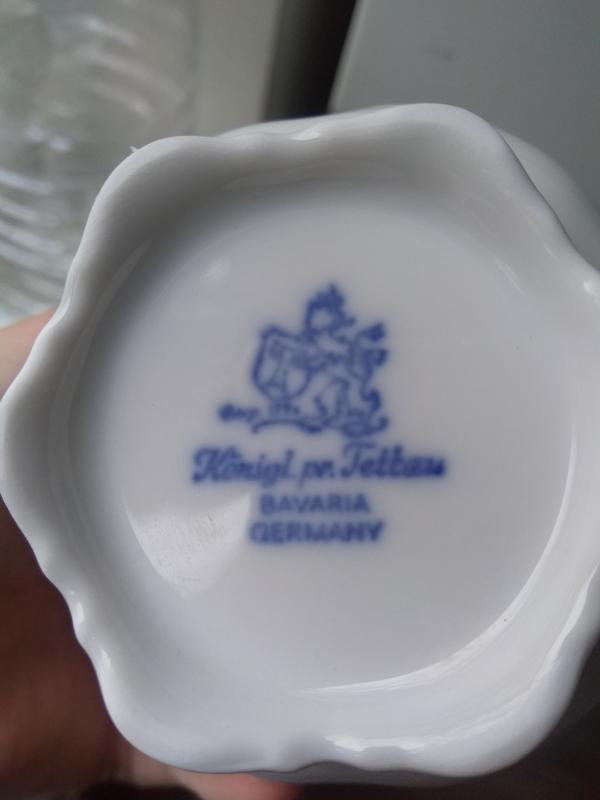 Königl. pr. Tettau
BAVARIA
GERMANY